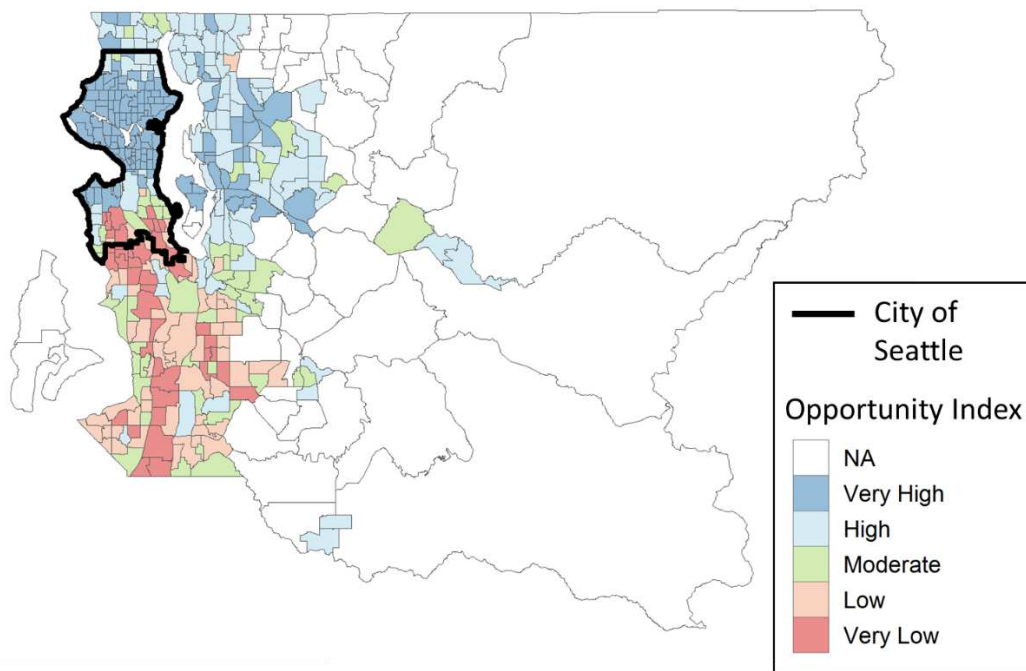 City of
Seattle
Opportunity Index
NA
Very High
High
Moderate
Low
Very Low